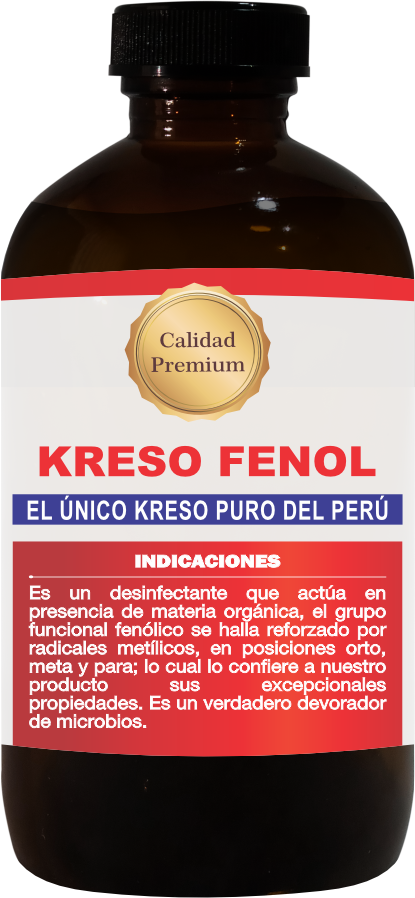 Calidad
Premium
KRESO FENOL
EL ÚNICO KRESO PURO DEL PERÚ
INDICACIONES
Es un desinfectante que actúa en
presencia de materia orgánica, el grupo
funcional fenólico se halla reforzado por
radicales metílicos, en posiciones orto,
meta y para; lo cual lo confiere a nuestro
producto sus excepcionales
propiedades. Es un verdadero devorador
de microbios.